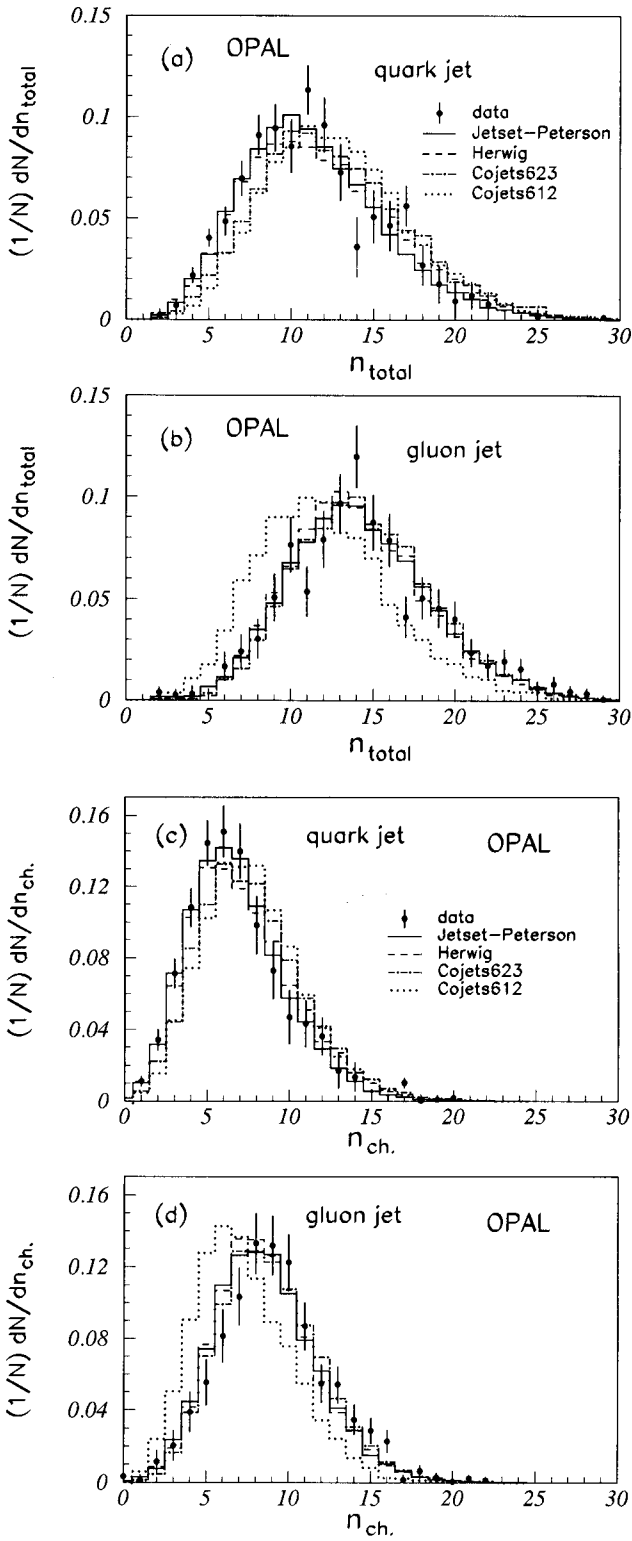 0.15
(a) OPAL
quark jet
data
Jetset-Peterson
Herwig
Cojets623
Cojets612
0.1
0.05
0
(1/N) dN/dn_total
0 5 10 15 20 25 30
n_total
0.15
(b) OPAL
gluon jet
0.1
0.05
0
(1/N) dN/dn_total
0 5 10 15 20 25 30
n_total
0.16
(c) quark jet OPAL
data
Jetset-Peterson
Herwig
Cojets623
Cojets612
0.12
0.08
0.04
0
(1/N) dN/dn_ch.
0 5 10 15 20 25 30
n_ch.
0.16
(d) gluon jet OPAL
0.12
0.08
0.04
0
(1/N) dN/dn_ch.
0 5 10 15 20 25 30
n_ch.